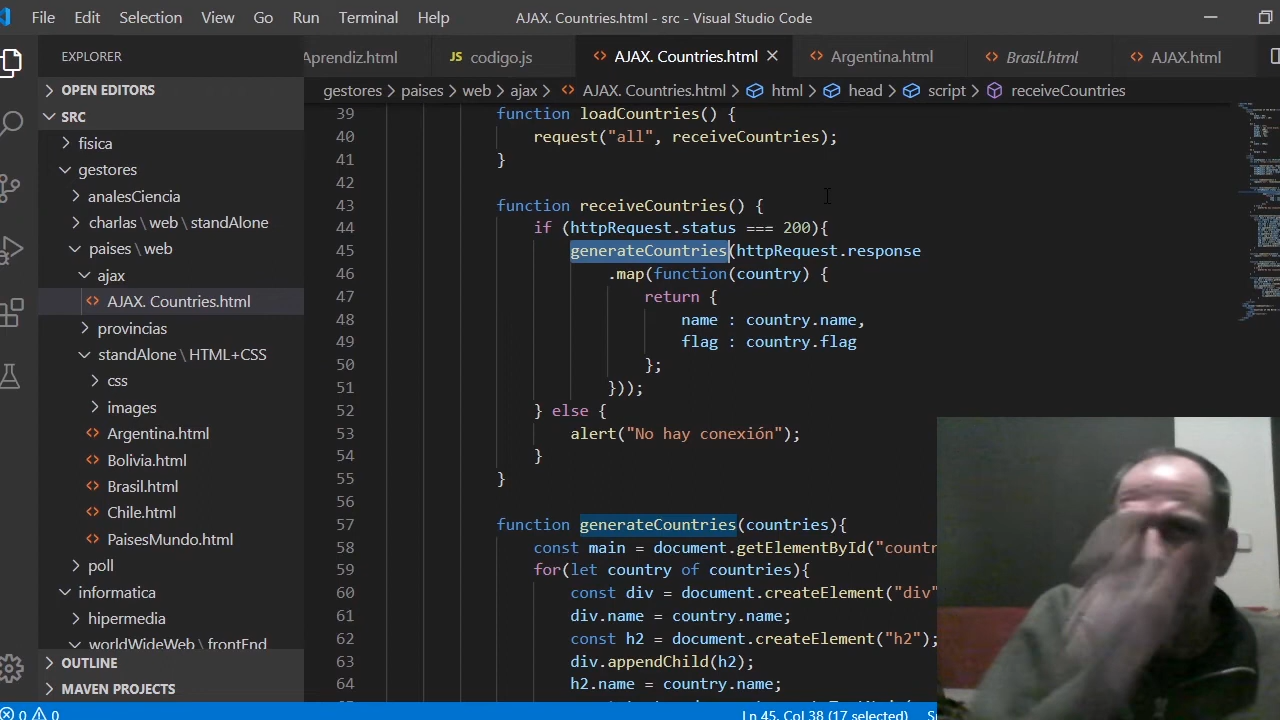 File Edit Selection View Go Run Terminal Help AJAX. Countries.html - src - Visual Studio Code
EXPLORER
Aprendiz.html codigo.js AJAX. Countries.html Argentina.html Brasil.html AJAX.html
OPEN EDITORS
gestores > paises > web > ajax > AJAX. Countries.html > html > head > script > receiveCountries
SRC
fisica
gestores
analesCiencia
charlas \ web \ standAlone
paises \ web
ajax
AJAX. Countries.html
provincias
standAlone \ HTML+CSS
css
images
Argentina.html
Bolivia.html
Brasil.html
Chile.html
PaisesMundo.html
poll
informatica
hipermedia
worldWideWeb \ frontEnd
OUTLINE
MAVEN PROJECTS
39 function loadCountries() {
40 request("all", receiveCountries);
41 }
42
43 function receiveCountries() {
44 if (httpRequest.status === 200){
45 generateCountries(httpRequest.response
46 .map(function(country) {
47 return {
48 name : country.name,
49 flag : country.flag
50 };
51 }));
52 } else {
53 alert("No hay conexión");
54 }
55 }
56
57 function generateCountries(countries){
58 const main = document.getElementById("countr
59 for(let country of countries){
60 const div = document.createElement("div"
61 div.name = country.name;
62 const h2 = document.createElement("h2");
63 div.appendChild(h2);
64 h2.name = country.name;
0 0 Ln 45, Col 38 (17 selected)